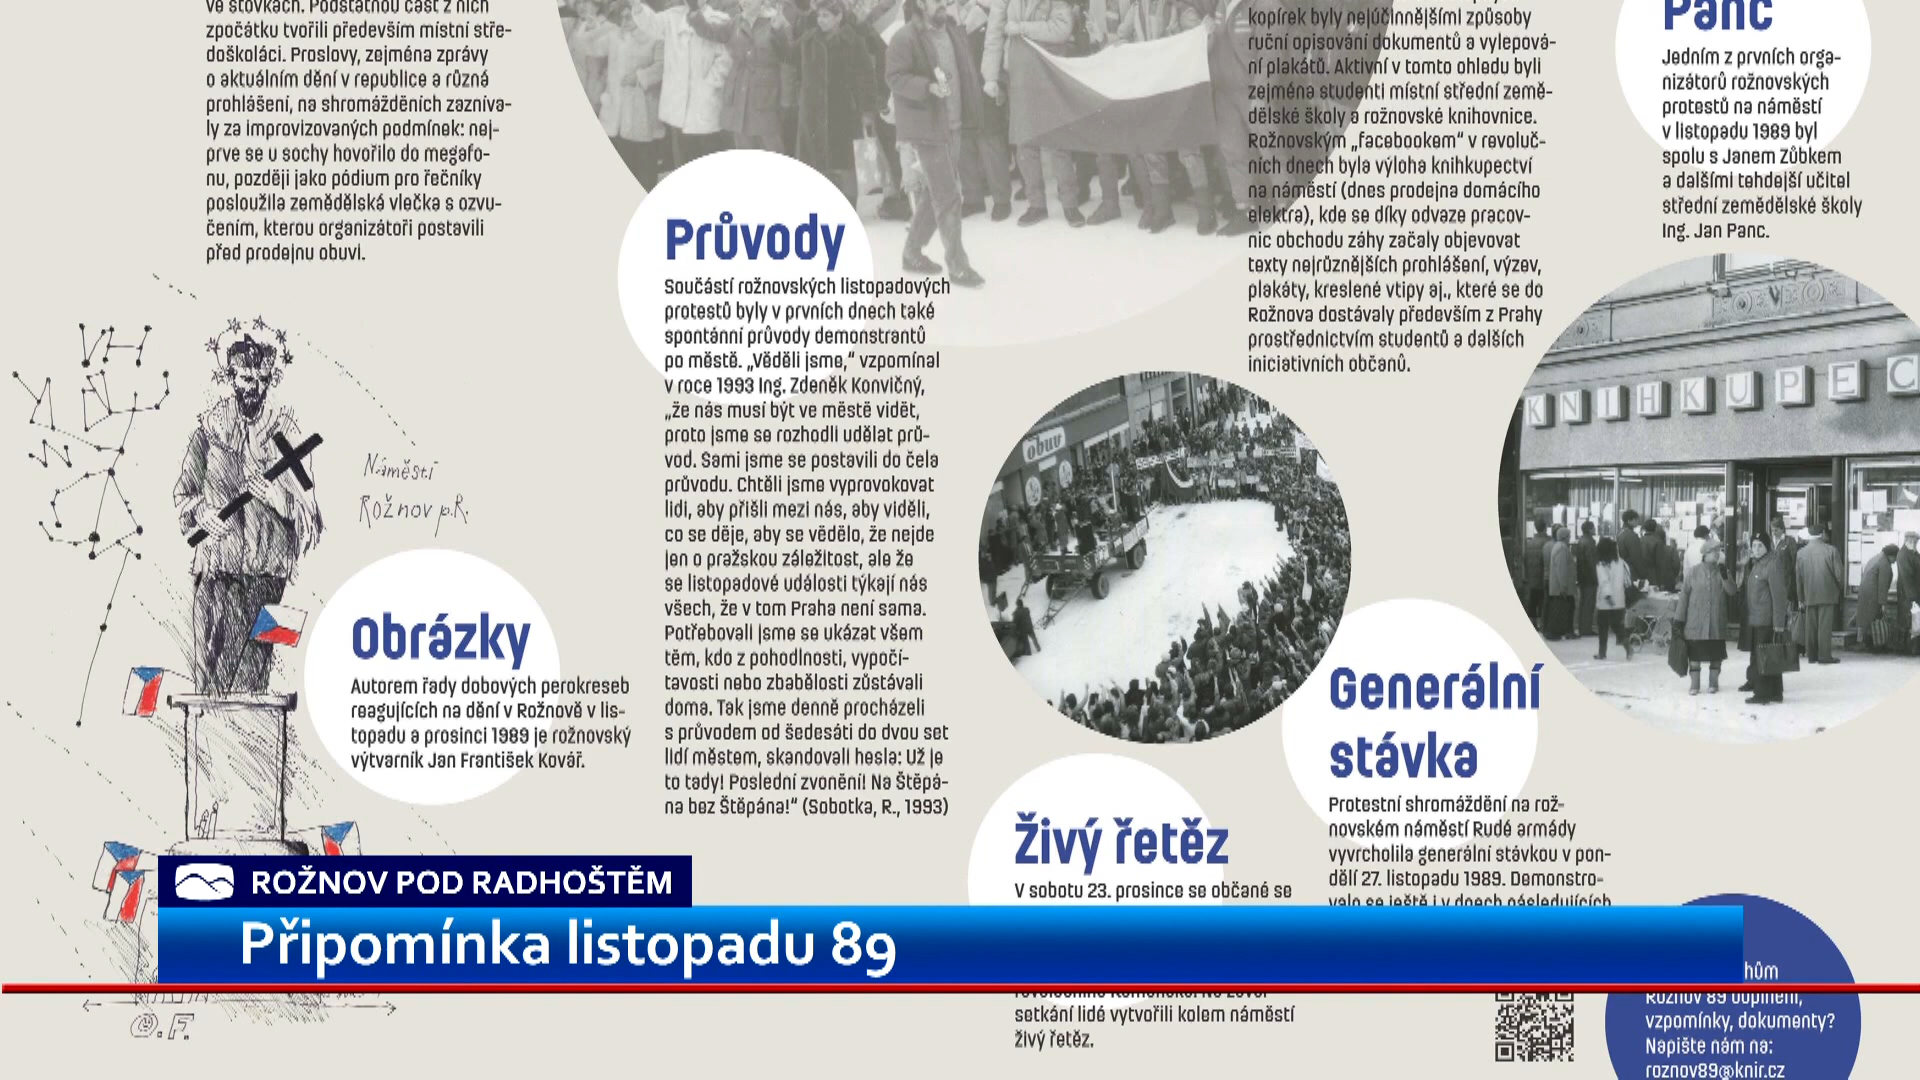 ve stovkách. Podstatnou část z nich
zpočátku tvořili především místní stře-
doškoláci. Proslovy, zejména zprávy
o aktuálním dění v republice a různá
prohlášení, na shromážděních zazníva-
ly za improvizovaných podmínek: nej-
prve se u sochy hovořilo do megafo-
nu, později jako pódium pro řečníky
posloužila zemědělská vlečka s ozvu-
čením, kterou organizátoři postavili
před prodejnu obuvi.
Náměstí
Rožnov p.R.
Obrázky
Autorem řady dobových perokreseb
reagujících na dění v Rožnově v lis-
topadu a prosinci 1989 je rožnovský
výtvarník Jan František Kovář.
Průvody
Součástí rožnovských listopadových
protestů byly v prvních dnech také
spontánní průvody demonstrantů
po městě. „Věděli jsme,“ vzpomínal
v roce 1993 Ing. Zdeněk Konvičný,
„že nás musí být ve městě vidět,
proto jsme se rozhodli udělat prů-
vod. Sami jsme se postavili do čela
průvodu. Chtěli jsme vyprovokovat
lidi, aby přišli mezi nás, aby viděli,
co se děje, aby se vědělo, že nejde
jen o pražskou záležitost, ale že
se listopadové události týkají nás
všech, že v tom Praha není sama.
Potřebovali jsme se ukázat všem
těm, kdo z pohodlnosti, vypočí-
tavosti nebo zbabělosti zůstávali
doma. Tak jsme denně procházeli
s průvodem od šedesáti do dvou set
lidí městem, skandovali hesla: Už je
to tady! Poslední zvonění! Na Štěpá-
na bez Štěpána!“ (Sobotka, R., 1993)
obuv
Živý řetěz
V sobotu 23. prosince se občané se
setkání lidé vytvořili kolem náměstí
živý řetěz.
kopírek byly nejúčinnějšími způsoby
ruční opisování dokumentů a vylepová-
ní plakátů. Aktivní v tomto ohledu byli
zejména studenti místní střední země-
dělské školy a rožnovské knihovnice.
Rožnovským „facebookem“ v revoluč-
ních dnech byla výloha knihkupectví
na náměstí (dnes prodejna domácího
elektra), kde se díky odvaze pracov-
nic obchodu záhy začaly objevovat
texty nejrůznějších prohlášení, výzev,
plakáty, kreslené vtipy aj., které se do
Rožnova dostávaly především z Prahy
prostřednictvím studentů a dalších
iniciativních občanů.
Generální
stávka
Protestní shromáždění na rož-
novském náměstí Rudé armády
vyvrcholila generální stávkou v pon-
dělí 27. listopadu 1989. Demonstro-
valo se ještě i v dnech následujících
Panc
Jedním z prvních orga-
nizátorů rožnovských
protestů na náměstí
v listopadu 1989 byl
spolu s Janem Zůbkem
a dalšími tehdejší učitel
střední zemědělské školy
Ing. Jan Panc.
KNIHKUPEC
hům
Rožnov 89 doplnění,
vzpomínky, dokumenty?
Napište nám na:
roznov89@knir.cz
ROŽNOV POD RADHOŠTĚM
Připomínka listopadu 89